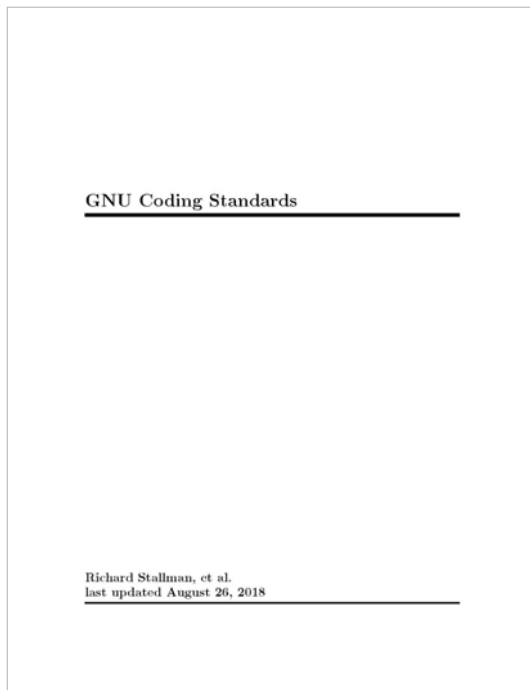 GNU Coding Standards
Richard Stallman, et al.
last updated August 26, 2018